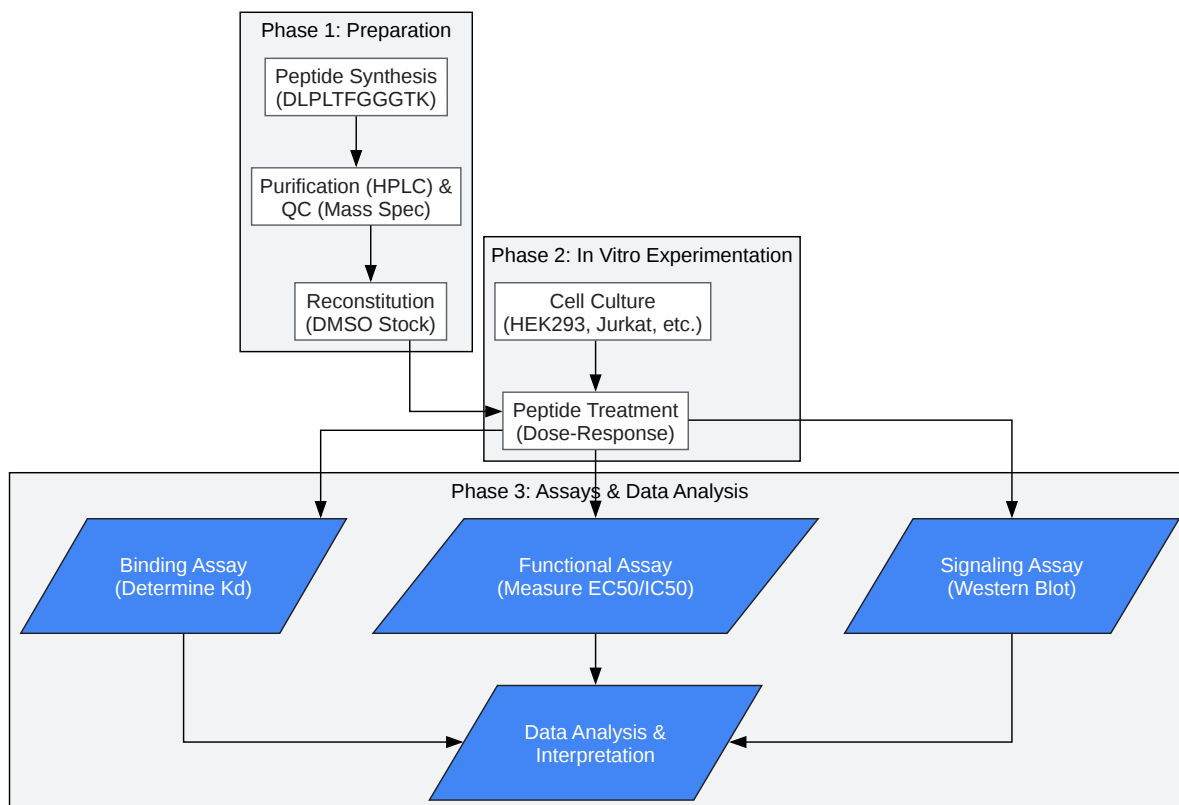 Phase 1: Preparation
Peptide Synthesis
(DLPLTFGGGTK)
Purification (HPLC) &
QC (Mass Spec)
Reconstitution
(DMSO Stock)
Phase 2: In Vitro Experimentation
Cell Culture
(HEK293, Jurkat, etc.)
Peptide Treatment
(Dose-Response)
Phase 3: Assays & Data Analysis
Binding Assay
(Determine Kd)
Functional Assay
(Measure EC50/IC50)
Signaling Assay
(Western Blot)
Data Analysis &
Interpretation